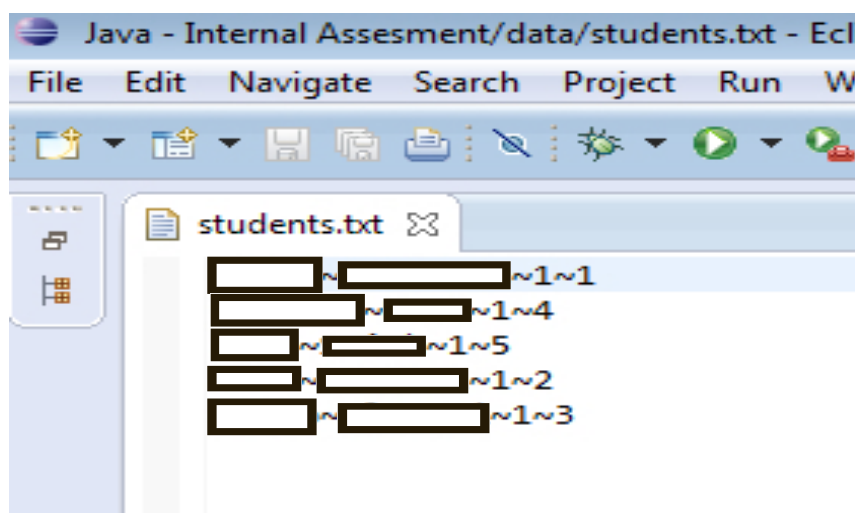 Java - Internal Assesment/data/students.txt - Ecl
File Edit Navigate Search Project Run W
students.txt
~ ~1~1
~ ~1~4
~ ~1~5
~ ~1~2
~ ~1~3